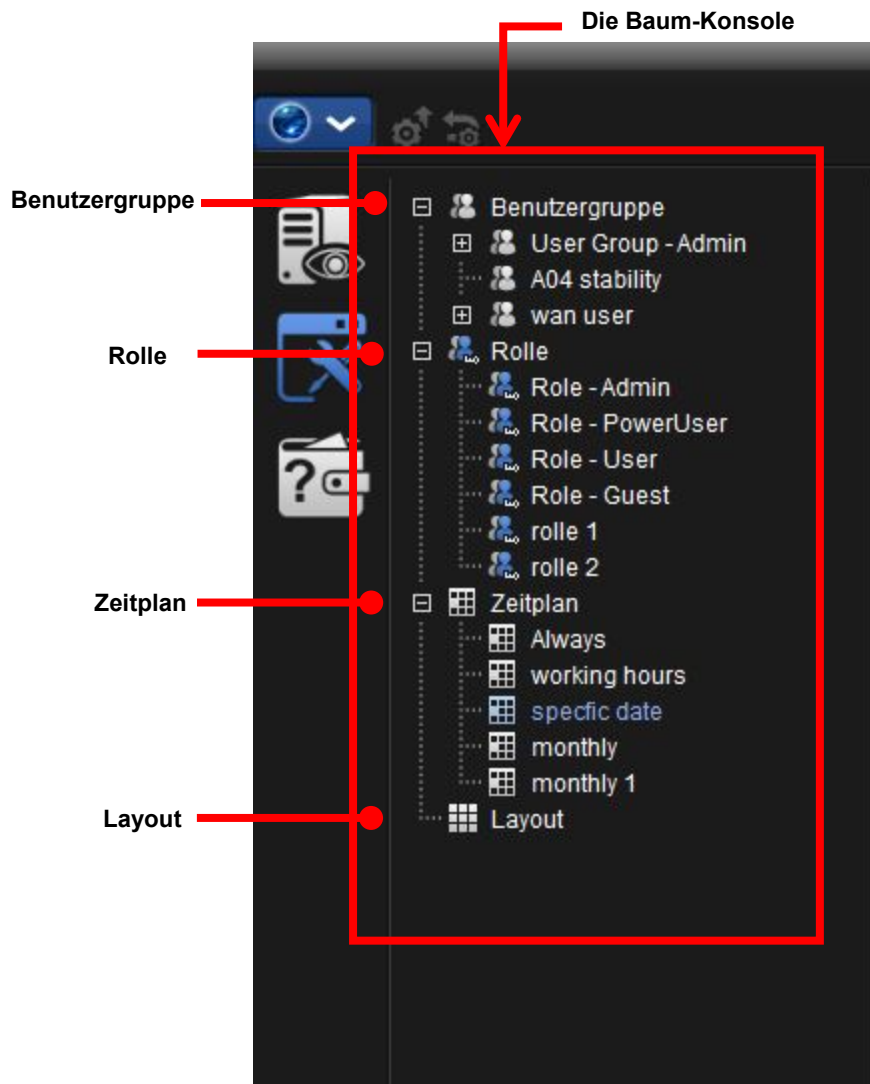 Die Baum-Konsole
Benutzergruppe
Benutzergruppe
User Group - Admin
A04 stability
wan user
Rolle
Rolle
Role - Admin
Role - PowerUser
Role - User
Role - Guest
rolle 1
rolle 2
Zeitplan
Zeitplan
Always
working hours
specfic date
monthly
monthly 1
Layout
Layout